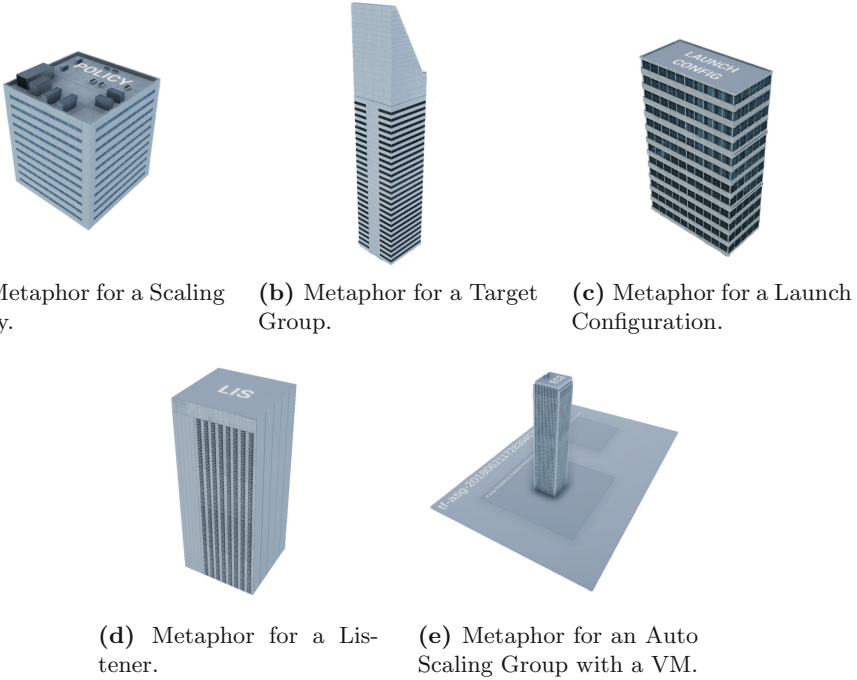 POLICY
LAUNCH
CONFIG
Metaphor for a Scaling
(b) Metaphor for a Target
Group.
(c) Metaphor for a Launch
Configuration.
LIS
EC2
(d) Metaphor for a Lis-
tener.
(e) Metaphor for an Auto
Scaling Group with a VM.